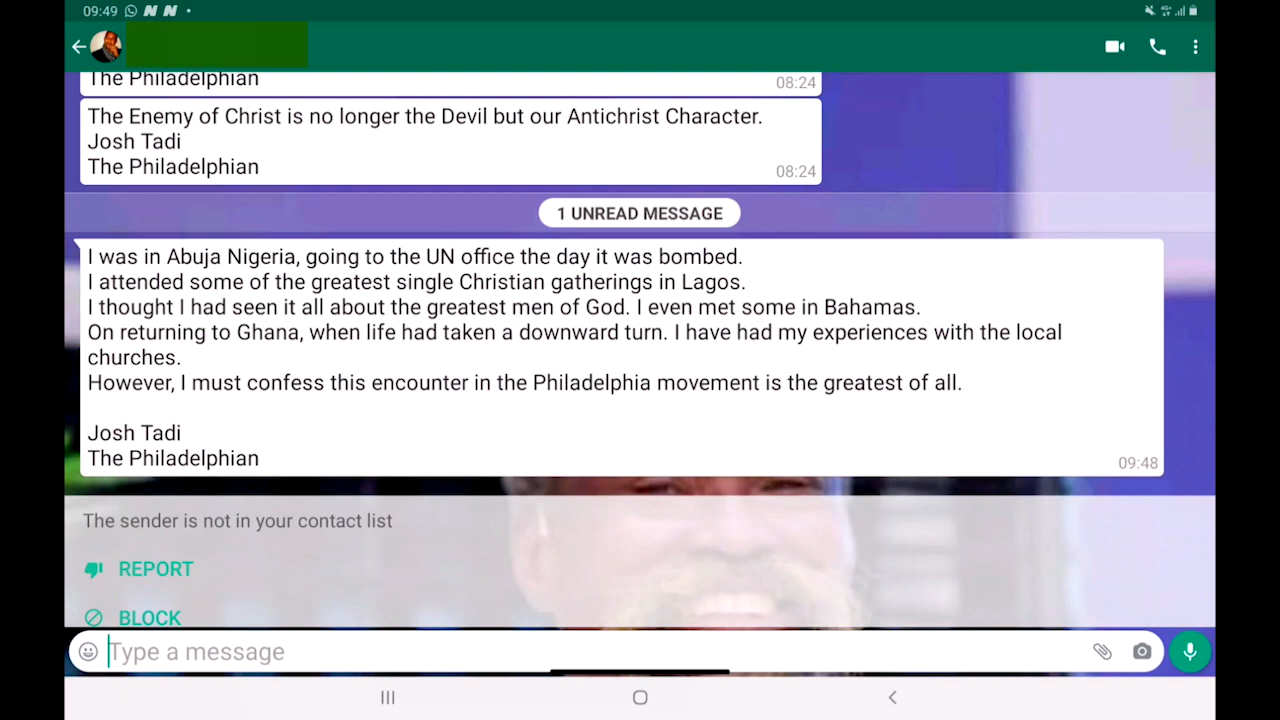 09:49
The Philadelphian
08:24
The Enemy of Christ is no longer the Devil but our Antichrist Character.
Josh Tadi
The Philadelphian
08:24
1 UNREAD MESSAGE
I was in Abuja Nigeria, going to the UN office the day it was bombed.
I attended some of the greatest single Christian gatherings in Lagos.
I thought I had seen it all about the greatest men of God. I even met some in Bahamas.
On returning to Ghana, when life had taken a downward turn. I have had my experiences with the local
churches.
However, I must confess this encounter in the Philadelphia movement is the greatest of all.
Josh Tadi
The Philadelphian
09:48
The sender is not in your contact list
REPORT
BLOCK
Type a message